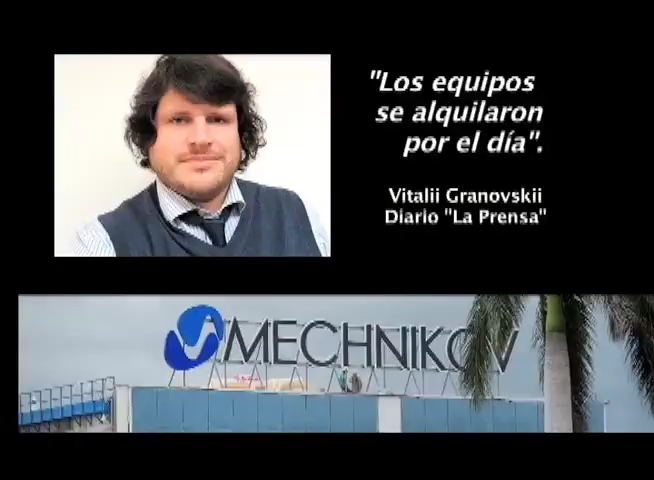 "Los equipos
se alquilaron
por el día".
Vitalii Granovskii
Diario "La Prensa"
MECHNIKOV